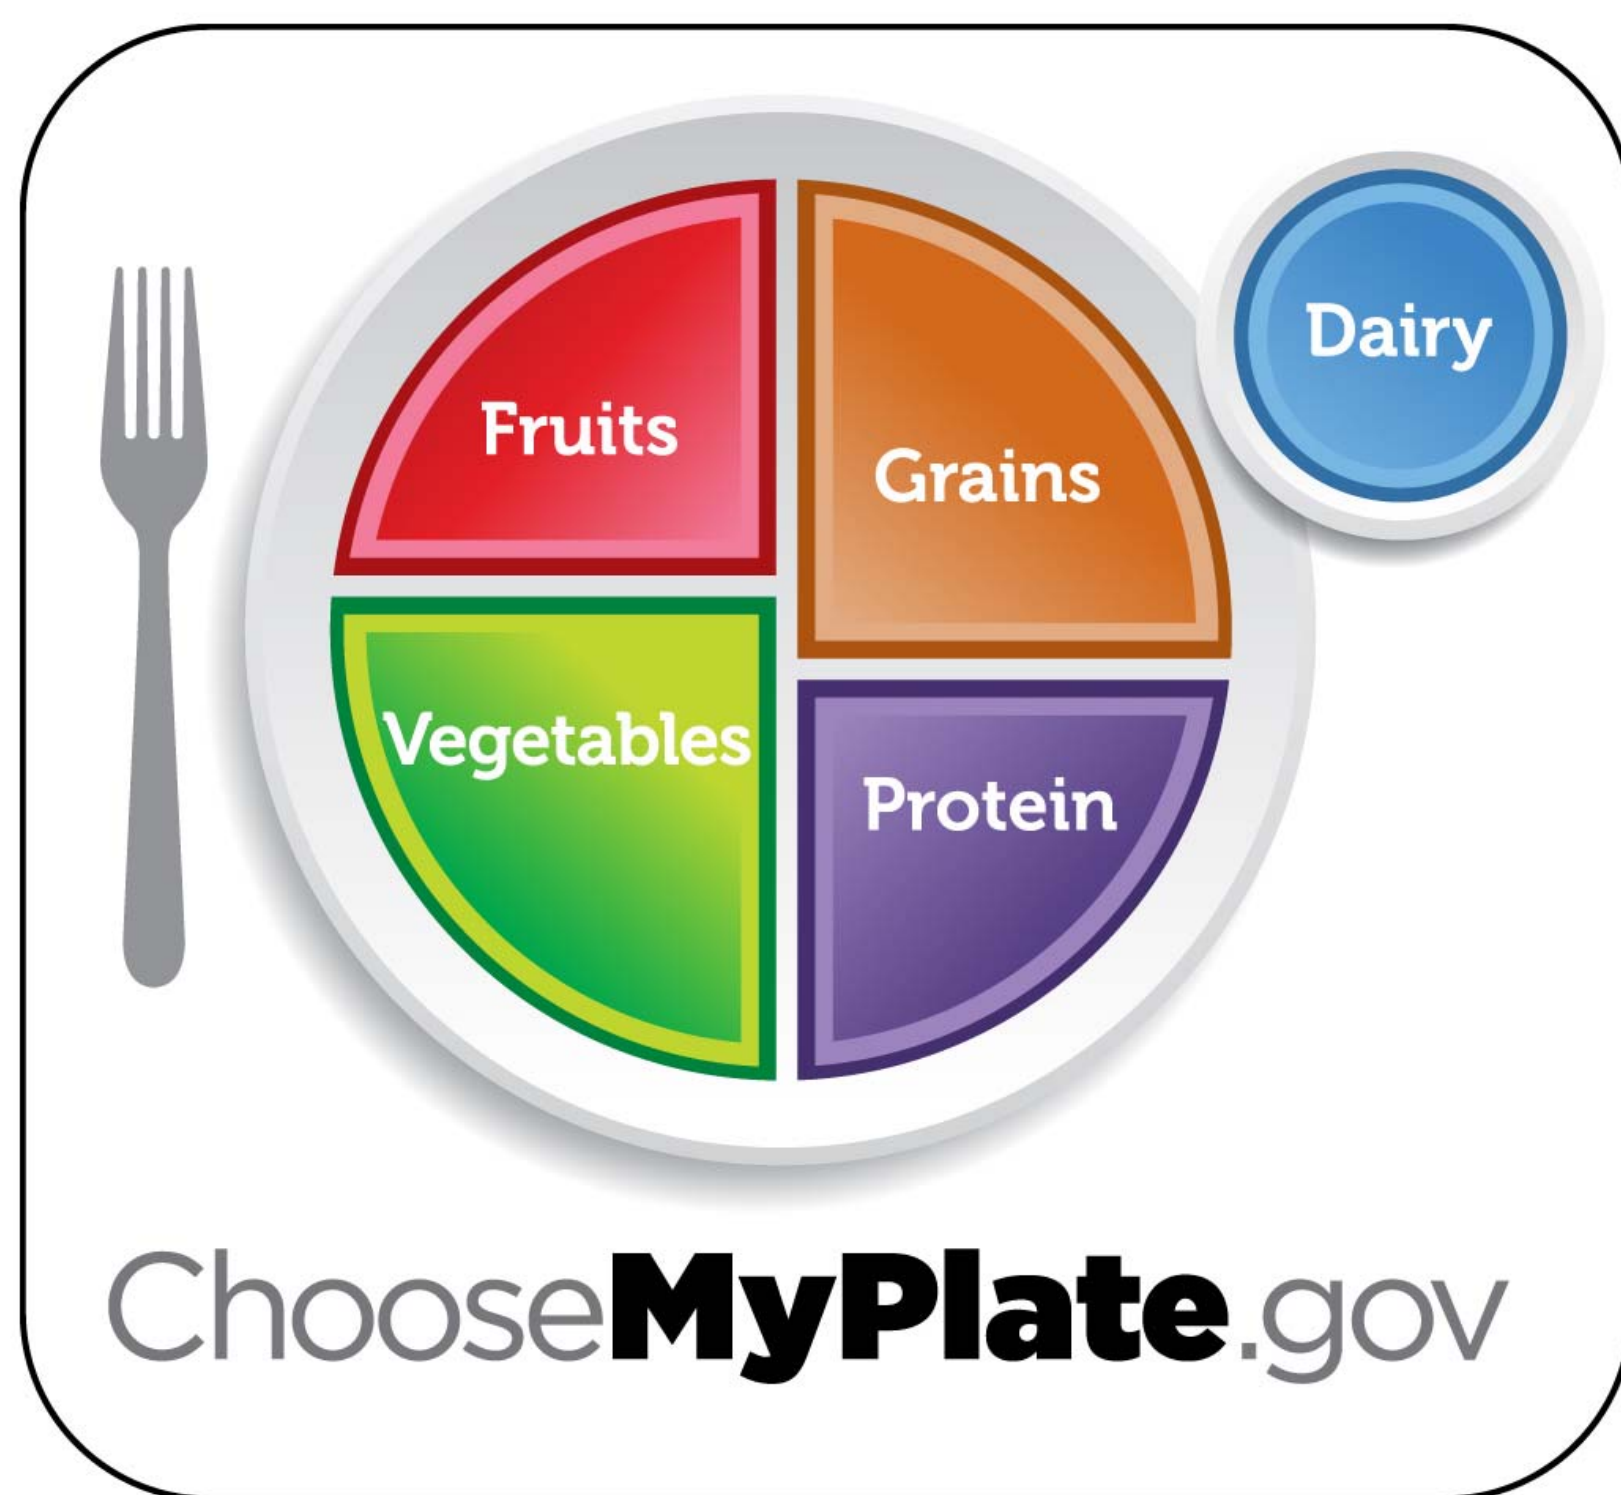 Fruits
Grains
Dairy
Vegetables
Protein
ChooseMyPlate.gov